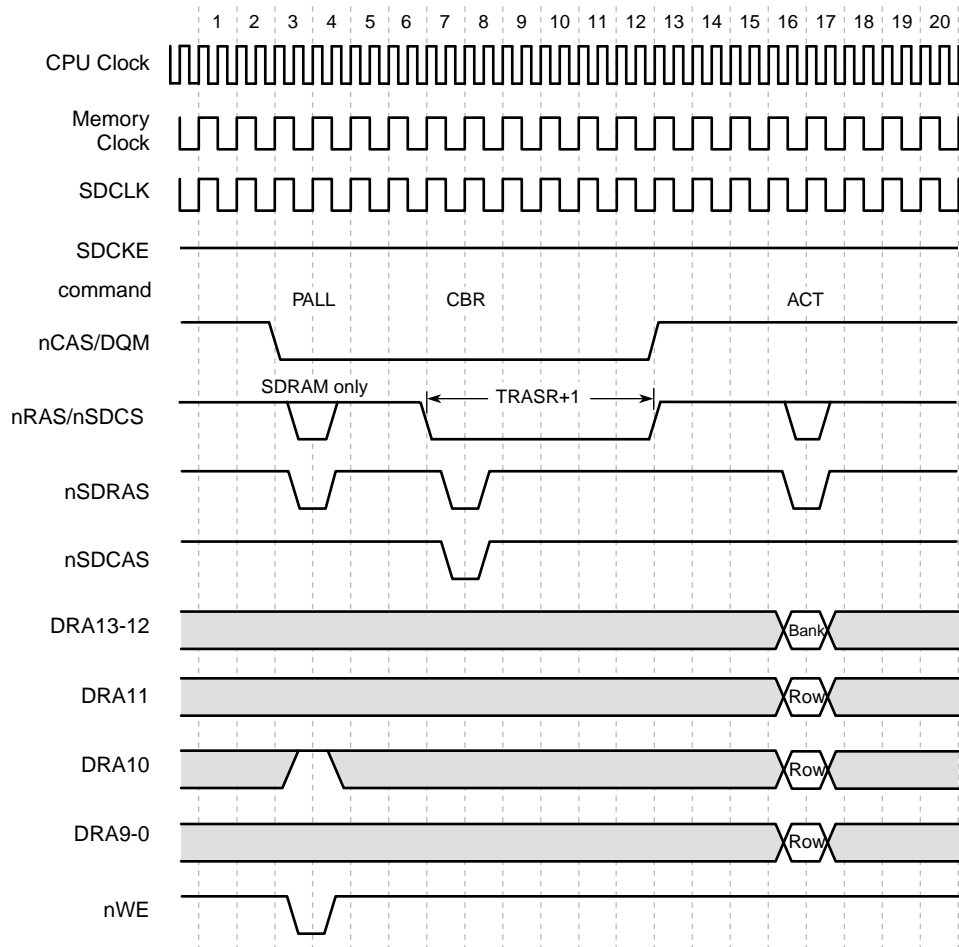 1 2 3 4 5 6 7 8 9 10 11 12 13 14 15 16 17 18 19 20
CPU Clock
Memory
Clock
SDCLK
SDCKE
command PALL CBR ACT
nCAS/DQM
SDRAM only TRASR+1
nRAS/nSDCS
nSDRAS
nSDCAS
DRA13-12 Bank
DRA11 Row
DRA10 Row
DRA9-0 Row
nWE